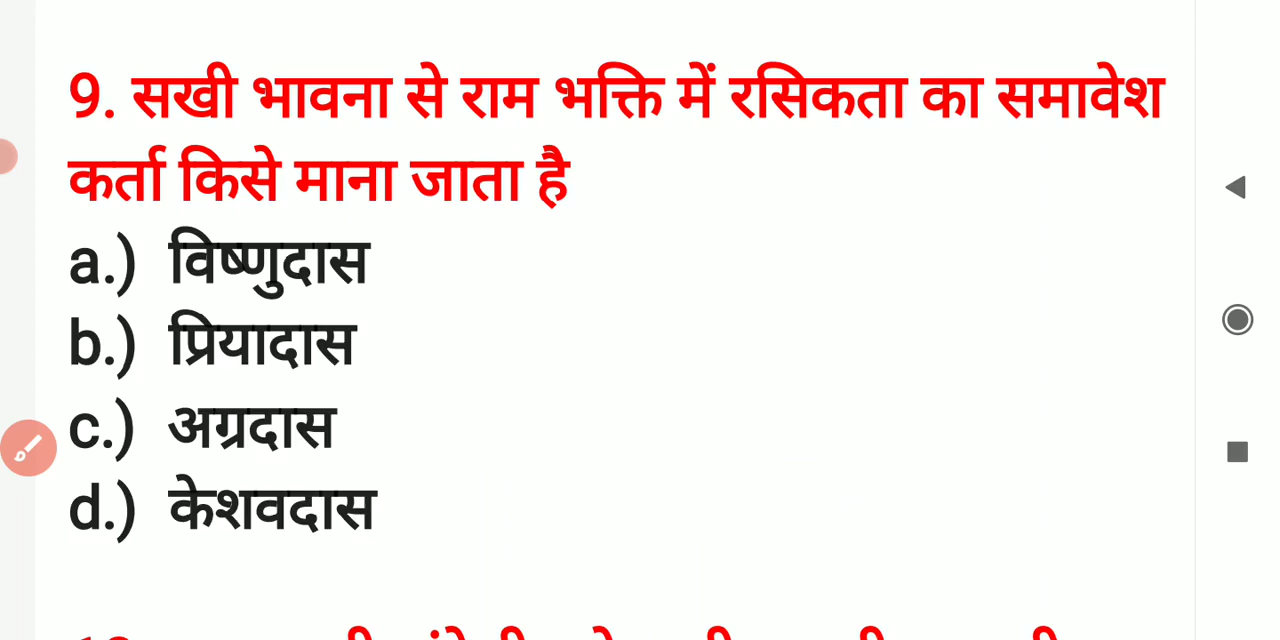 9. सखी भावना से राम भक्ति में रसिकता का समावेश
कर्ता किसे माना जाता है
a.) विष्णुदास
b.) प्रियादास
c.) अग्रदास
d.) केशवदास